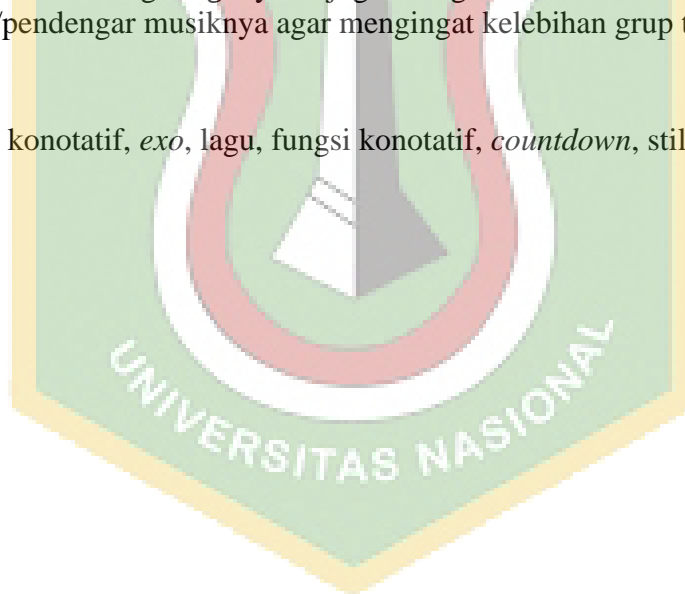 /pendengar musiknya agar mengingat kelebihan grup
konotatif, exo, lagu, fungsi konotatif, countdown, stil
UNIVERSITAS NASIONAL